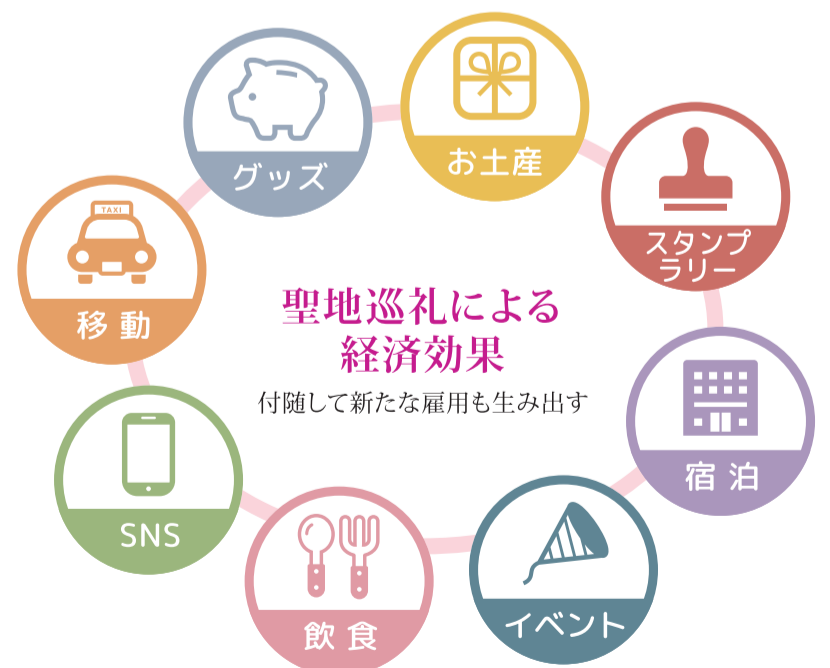 お土産
グッズ
スタンプ
ラリー
TAXI
移動
聖地巡礼による
経済効果
付随して新たな雇用も生み出す
宿泊
SNS
イベント
飲食